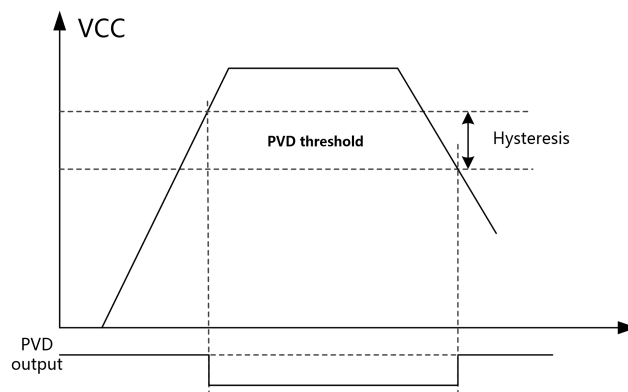 VCC
PVD threshold
Hysteresis
PVD
output